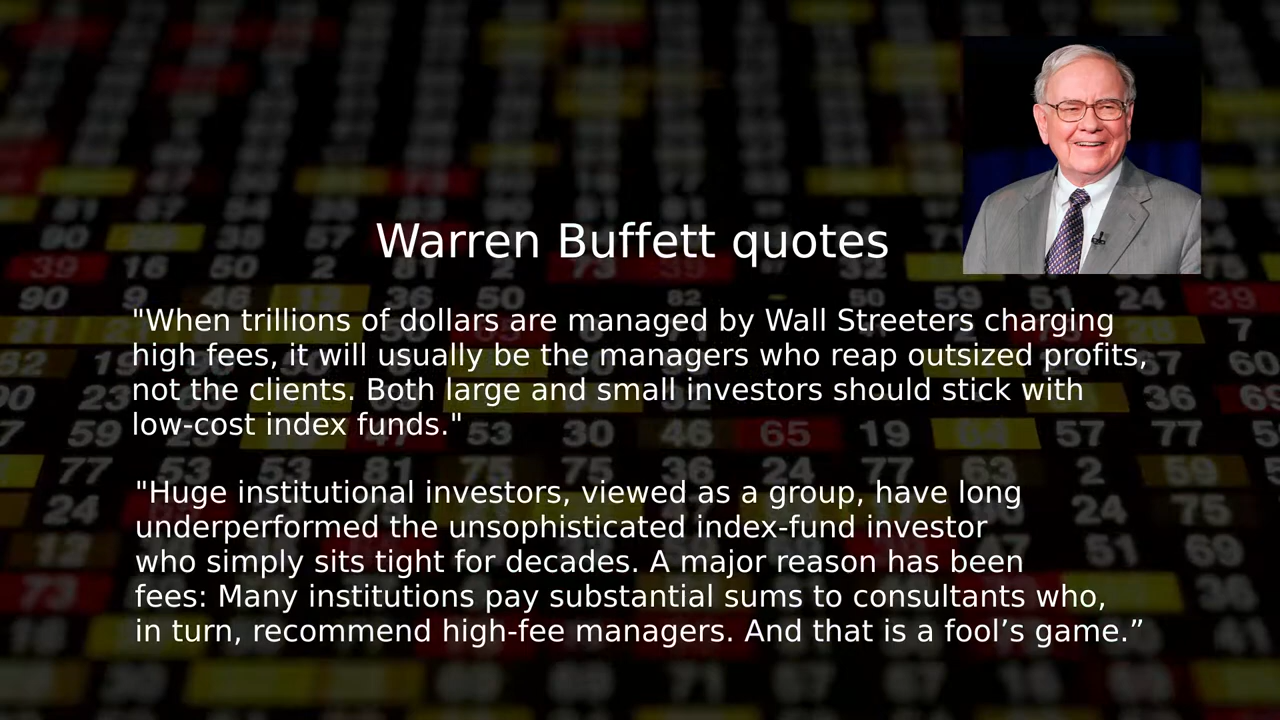 Warren Buffett quotes
"When trillions of dollars are managed by Wall Streeters charging
high fees, it will usually be the managers who reap outsized profits,
not the clients. Both large and small investors should stick with
low-cost index funds."
"Huge institutional investors, viewed as a group, have long
underperformed the unsophisticated index-fund investor
who simply sits tight for decades. A major reason has been
fees: Many institutions pay substantial sums to consultants who,
in turn, recommend high-fee managers. And that is a fool’s game.”